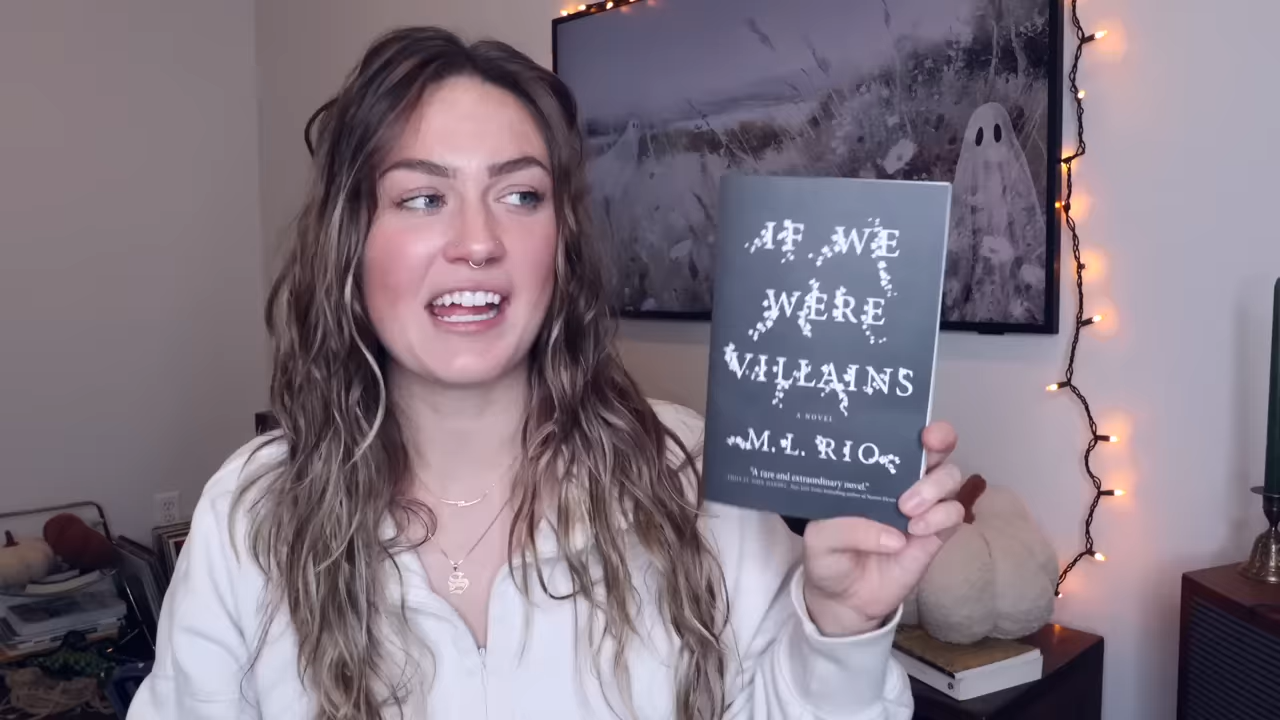 IF WE
WERE
VILLAINS
A NOVEL
M. L. RIO
"A rare and extraordinary novel."
S